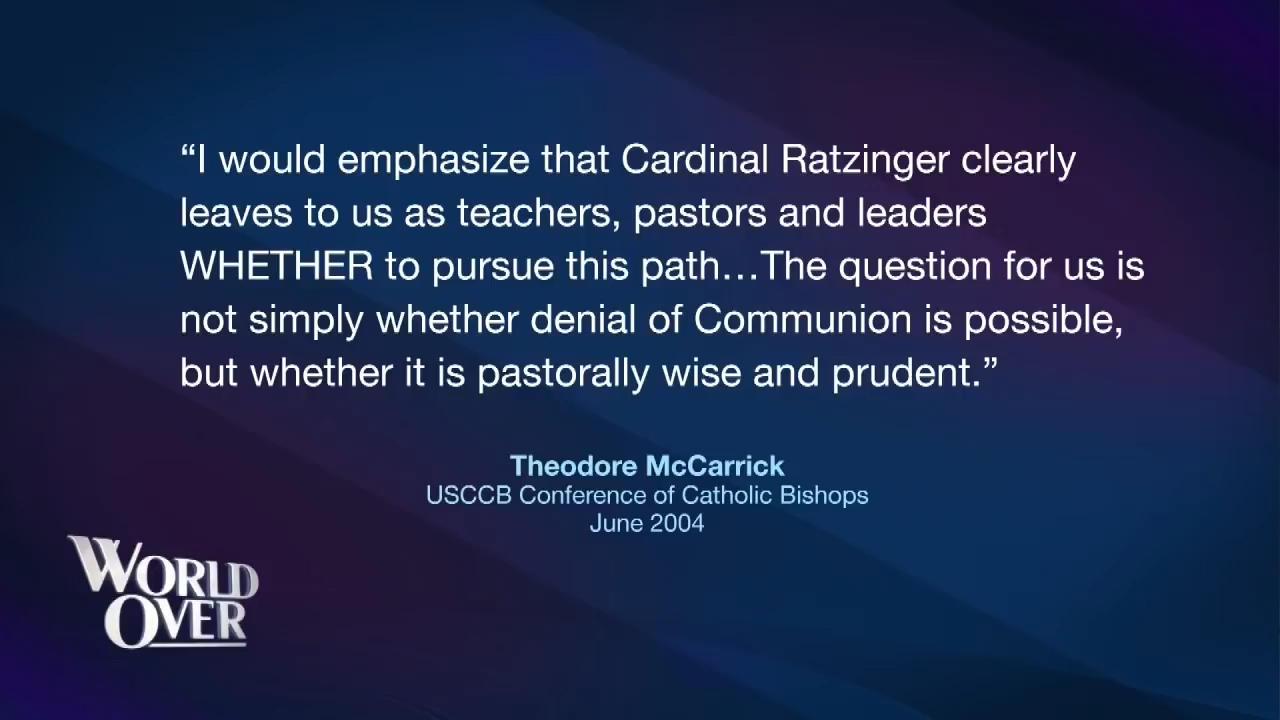 “I would emphasize that Cardinal Ratzinger clearly
leaves to us as teachers, pastors and leaders
WHETHER to pursue this path…The question for us is
not simply whether denial of Communion is possible,
but whether it is pastorally wise and prudent.”
Theodore McCarrick
USCCB Conference of Catholic Bishops
June 2004
WORLD
OVER